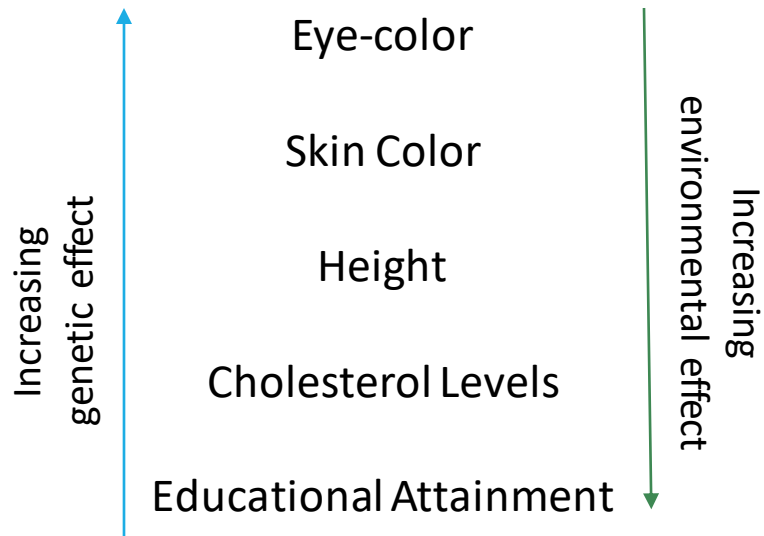 Eye-color
Skin Color
Height
Cholesterol Levels
Educational Attainment
Increasing
genetic effect
Increasing
environmental effect